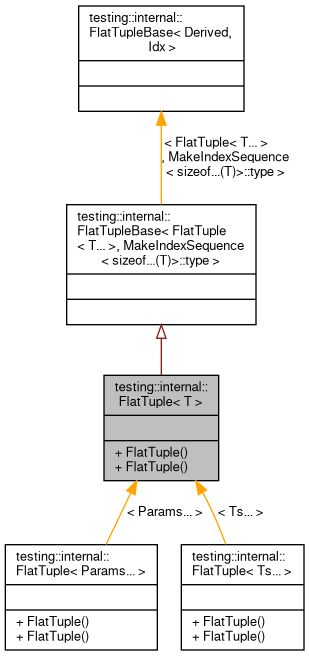 testing::internal::
FlatTupleBase< Derived,
Idx >
< FlatTuple< T... >
, MakeIndexSequence
< sizeof...(T)>::type >
testing::internal::
FlatTupleBase< FlatTuple
< T... >, MakeIndexSequence
< sizeof...(T)>::type >
testing::internal::
FlatTuple< T >
+ FlatTuple()
+ FlatTuple()
< Params... >
< Ts... >
testing::internal::
FlatTuple< Params... >
+ FlatTuple()
+ FlatTuple()
testing::internal::
FlatTuple< Ts... >
+ FlatTuple()
+ FlatTuple()